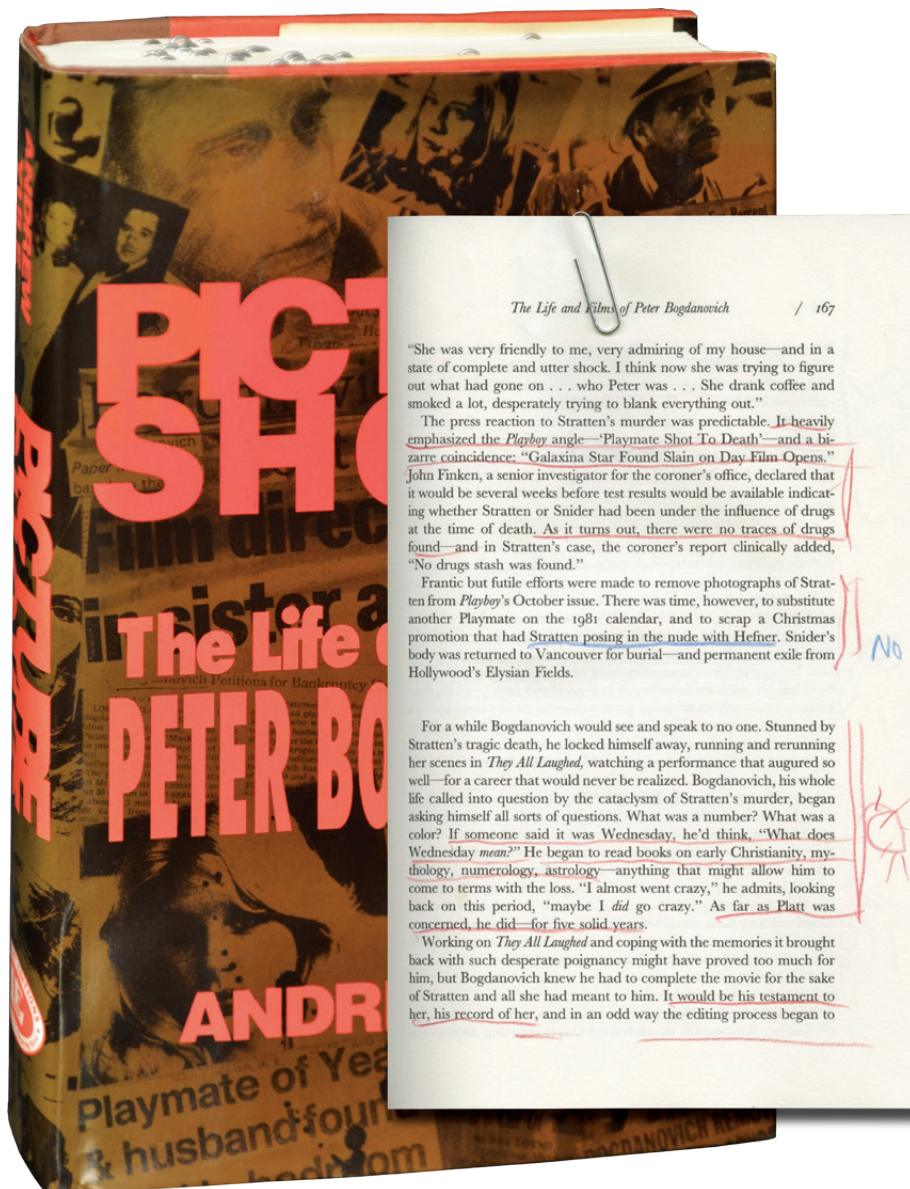 ANDREW
PICTURE
PICT
SHO
Film direc
in sister a
The Life
PETER BO
ANDR
Playmate of Yea
& husband foun
The Life and Films of Peter Bogdanovich / 167
“She was very friendly to me, very admiring of my house—and in a
state of complete and utter shock. I think now she was trying to figure
out what had gone on . . . who Peter was . . . She drank coffee and
smoked a lot, desperately trying to blank everything out.”
The press reaction to Stratten’s murder was predictable. It heavily
emphasized the Playboy angle—‘Playmate Shot To Death’—and a bi-
zarre coincidence: “Galaxina Star Found Slain on Day Film Opens.”
John Finken, a senior investigator for the coroner’s office, declared that
it would be several weeks before test results would be available indicat-
ing whether Stratten or Snider had been under the influence of drugs
at the time of death. As it turns out, there were no traces of drugs
found—and in Stratten’s case, the coroner’s report clinically added,
“No drugs stash was found.”
Frantic but futile efforts were made to remove photographs of Strat-
ten from Playboy’s October issue. There was time, however, to substitute
another Playmate on the 1981 calendar, and to scrap a Christmas
promotion that had Stratten posing in the nude with Hefner. Snider’s
body was returned to Vancouver for burial—and permanent exile from
Hollywood’s Elysian Fields.
NO
For a while Bogdanovich would see and speak to no one. Stunned by
Stratten’s tragic death, he locked himself away, running and rerunning
her scenes in They All Laughed, watching a performance that augured so
well—for a career that would never be realized. Bogdanovich, his whole
life called into question by the cataclysm of Stratten’s murder, began
asking himself all sorts of questions. What was a number? What was a
color? If someone said it was Wednesday, he’d think, “What does
Wednesday mean?” He began to read books on early Christianity, my-
thology, numerology, astrology—anything that might allow him to
come to terms with the loss. “I almost went crazy,” he admits, looking
back on this period, “maybe I did go crazy.” As far as Platt was
concerned, he did—for five solid years.
Working on They All Laughed and coping with the memories it brought
back with such desperate poignancy might have proved too much for
him, but Bogdanovich knew he had to complete the movie for the sake
of Stratten and all she had meant to him. It would be his testament to
her, his record of her, and in an odd way the editing process began to